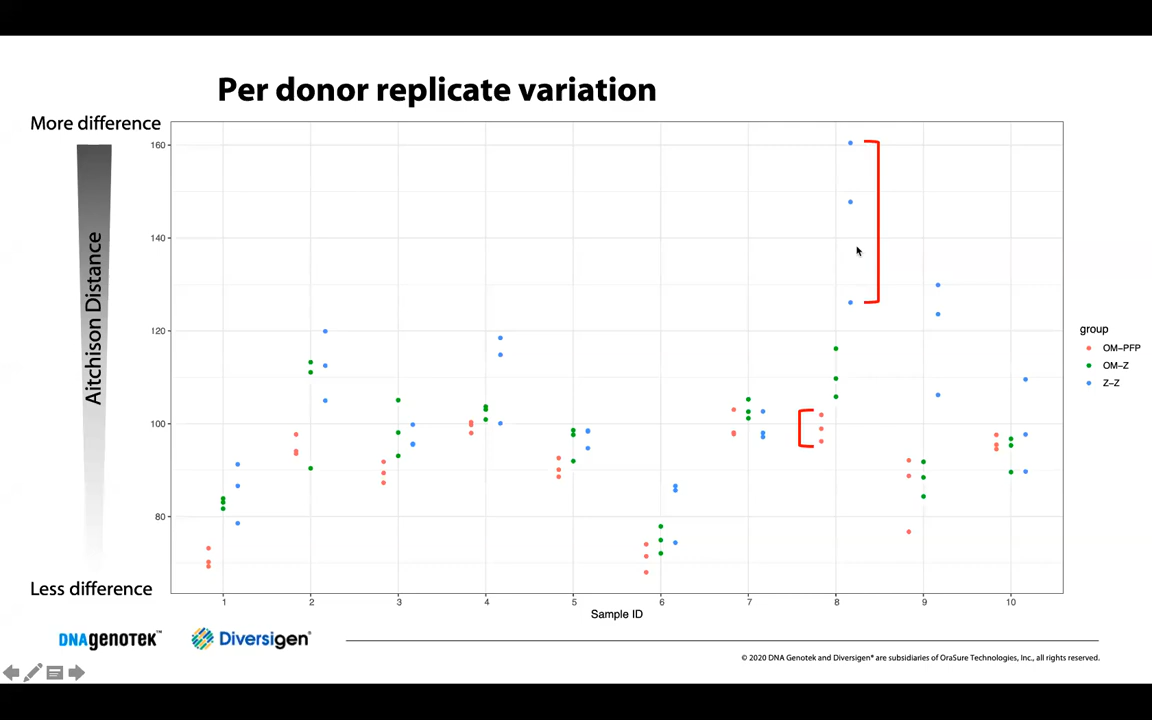 Per donor replicate variation
More difference
Aitchison Distance
Less difference
160
140
120
100
80
1 2 3 4 5 6 7 8 9 10
Sample ID
group
OM-PFP
OM-Z
Z-Z
DNAgenotek™
Diversigen®
© 2020 DNA Genotek and Diversigen® are subsidiaries of OraSure Technologies, Inc., all rights reserved.